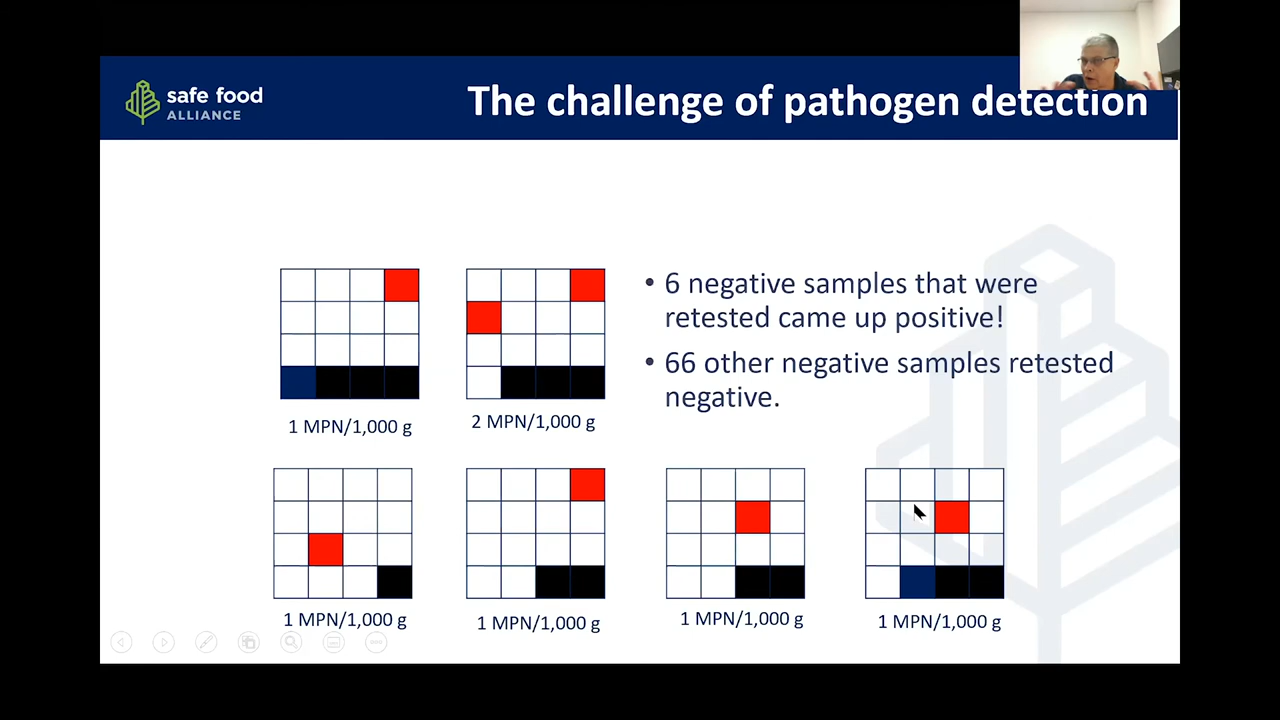 safe food
ALLIANCE
The challenge of pathogen detection
• 6 negative samples that were
retested came up positive!
• 66 other negative samples retested
negative.
1 MPN/1,000 g
2 MPN/1,000 g
1 MPN/1,000 g
1 MPN/1,000 g
1 MPN/1,000 g
1 MPN/1,000 g